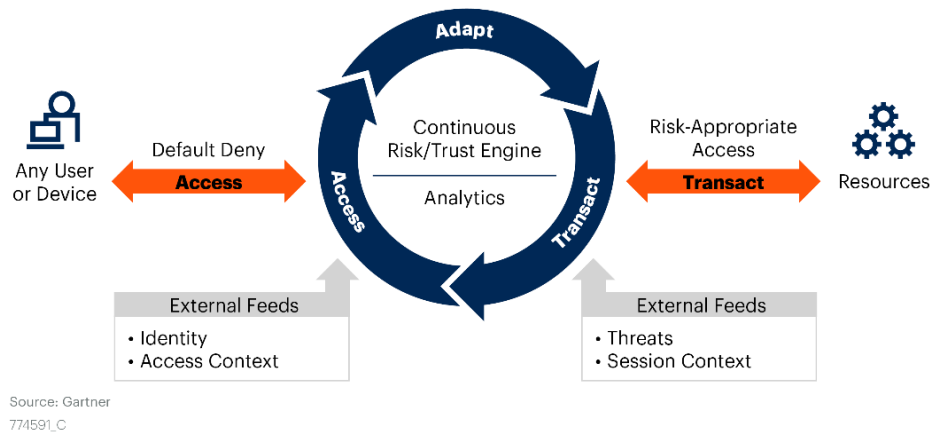 Adapt
Continuous
Risk/Trust Engine
Analytics
Access
Transact
Any User
or Device
Default Deny
Access
Risk-Appropriate
Access
Transact
Resources
External Feeds
• Identity
• Access Context
External Feeds
• Threats
• Session Context
Source: Gartner
774591_C